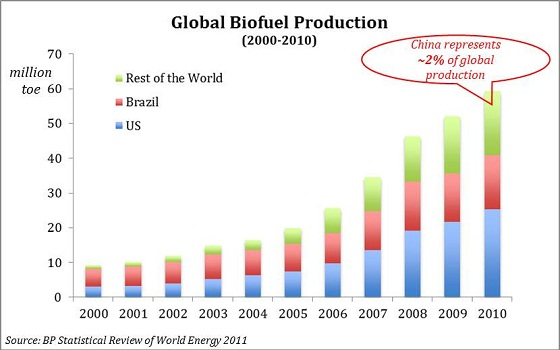 Global Biofuel Production
(2000-2010)
China represents
~2% of global
production
million
toe
70
60
50
40
30
20
10
0
Rest of the World
Brazil
US
2000 2001 2002 2003 2004 2005 2006 2007 2008 2009 2010
Source: BP Statistical Review of World Energy 2011